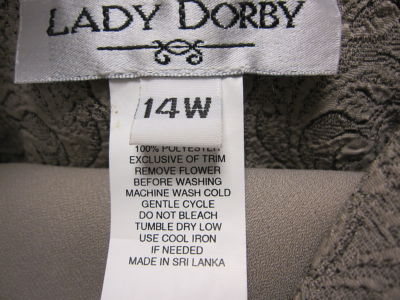 LADY DORBY
14W
100% POLYESTER
EXCLUSIVE OF TRIM
REMOVE FLOWER
BEFORE WASHING
MACHINE WASH COLD
GENTLE CYCLE
DO NOT BLEACH
TUMBLE DRY LOW
USE COOL IRON
IF NEEDED
MADE IN SRI LANKA